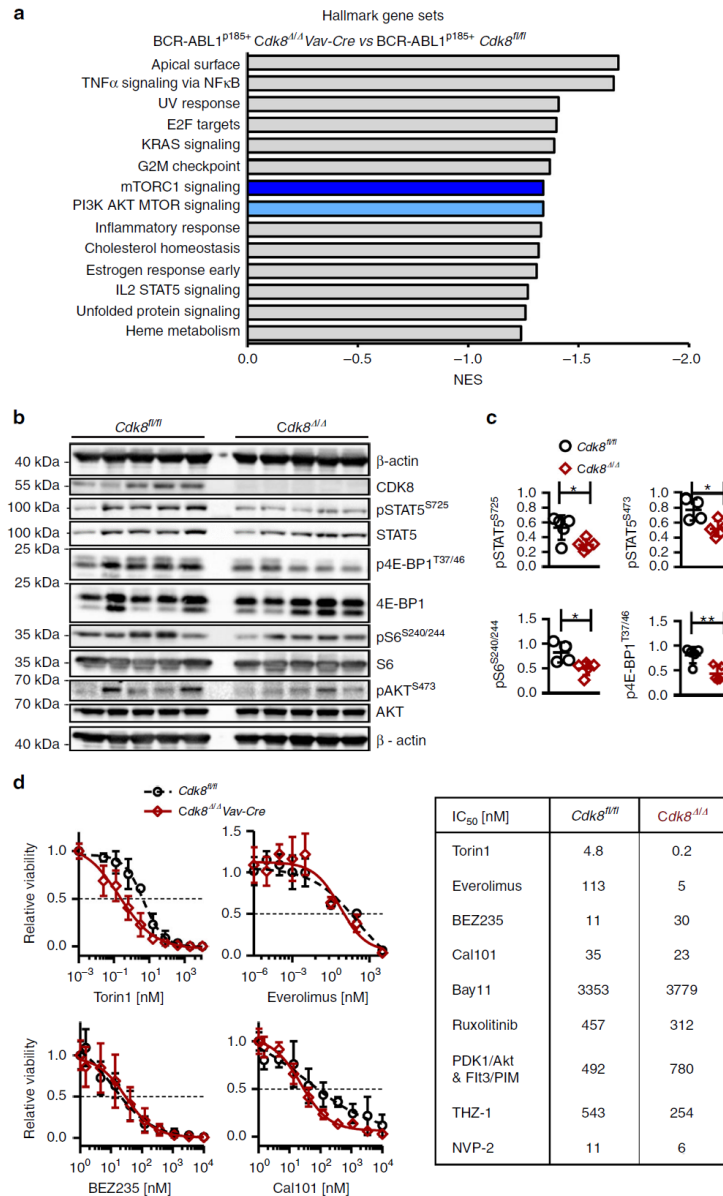 a
Hallmark gene sets
BCR-ABL1p185+ Cdk8Δ/Δ Vav-Cre vs BCR-ABL1p185+ Cdk8fl/fl
Apical surface
TNFα signaling via NFκB
UV response
E2F targets
KRAS signaling
G2M checkpoint
mTORC1 signaling
PI3K AKT MTOR signaling
Inflammatory response
Cholesterol homeostasis
Estrogen response early
IL2 STAT5 signaling
Unfolded protein signaling
Heme metabolism
0.0 −0.5 −1.0 −1.5 −2.0
NES
b
Cdk8fl/fl Cdk8Δ/Δ
40 kDa β-actin
55 kDa CDK8
100 kDa pSTAT5S725
100 kDa STAT5
25 kDa p4E-BP1T37/46
25 kDa 4E-BP1
35 kDa pS6S240/244
35 kDa S6
70 kDa pAKTS473
70 kDa AKT
40 kDa β - actin
c
Cdk8fl/fl
Cdk8Δ/Δ
pSTAT5S725
1.0
0.8
0.6
0.4
0.2
0.0
*
pSTAT5S473
1.0
0.8
0.6
0.4
0.2
0.0
*
pS6S240/244
1.5
1.0
0.5
0.0
*
p4E-BP1T37/46
1.5
1.0
0.5
0.0
**
d
Cdk8fl/fl
Cdk8Δ/Δ Vav-Cre
Relative viability
1.0
0.5
0.0
10−3 10−1 101 103
Torin1 [nM]
1.5
1.0
0.5
0.0
10−6 10−3 100 103
Everolimus [nM]
Relative viability
1.0
0.5
0.0
100 101 102 103 104
BEZ235 [nM]
1.0
0.5
0.0
100 101 102 103 104
Cal101 [nM]
IC50 [nM] Cdk8fl/fl Cdk8Δ/Δ
Torin1 4.8 0.2
Everolimus 113 5
BEZ235 11 30
Cal101 35 23
Bay11 3353 3779
Ruxolitinib 457 312
PDK1/Akt
& Flt3/PIM 492 780
THZ-1 543 254
NVP-2 11 6